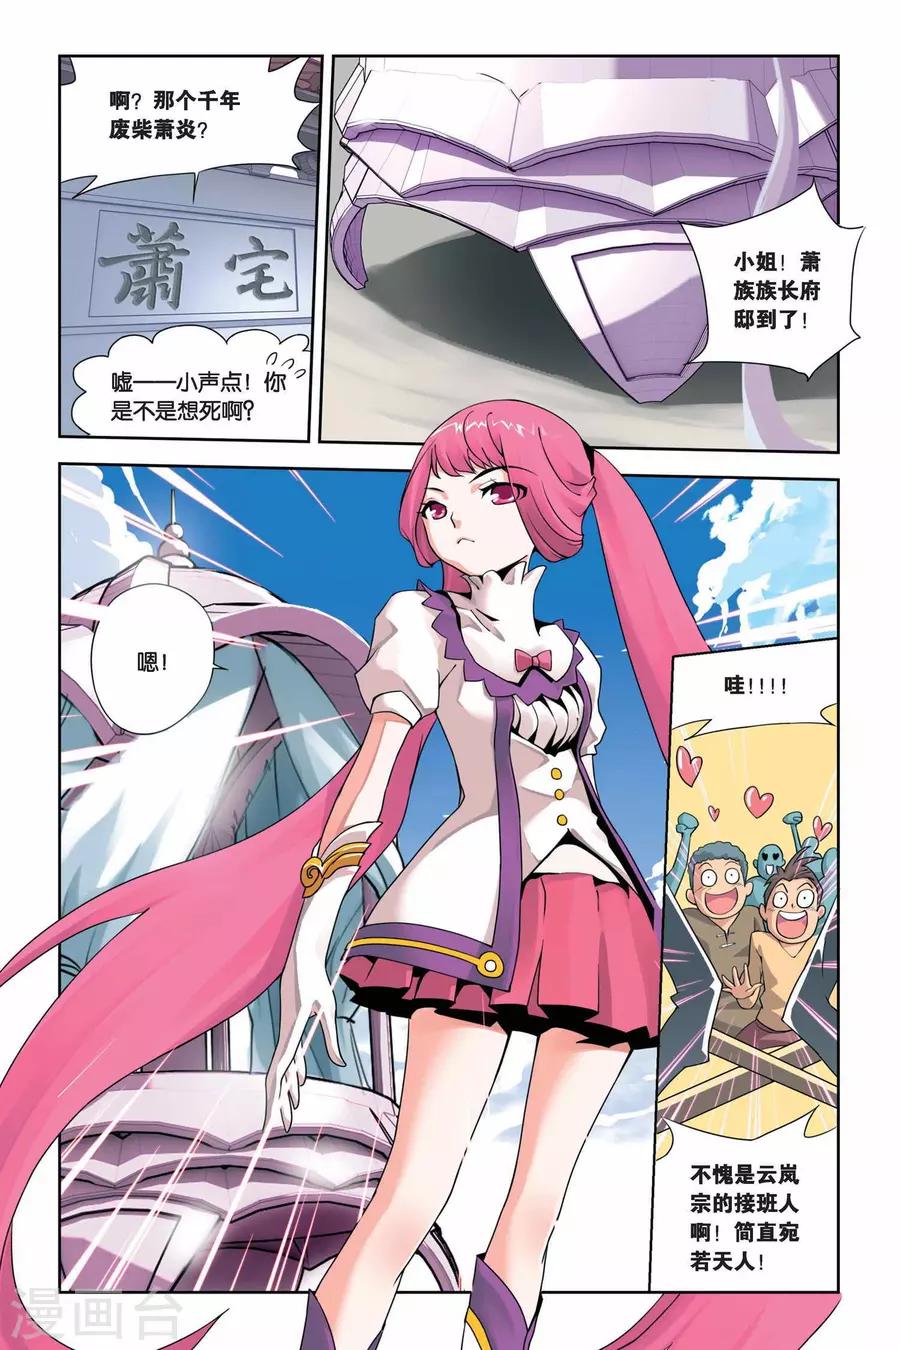 啊？那个千年
废柴萧炎？
蕭宅
嘘——小声点！你
是不是想死啊？
小姐！萧
族族长府
邸到了！
嗯！
哇！！！！
不愧是云岚
宗的接班人
啊！简直宛
若天人！
漫画台